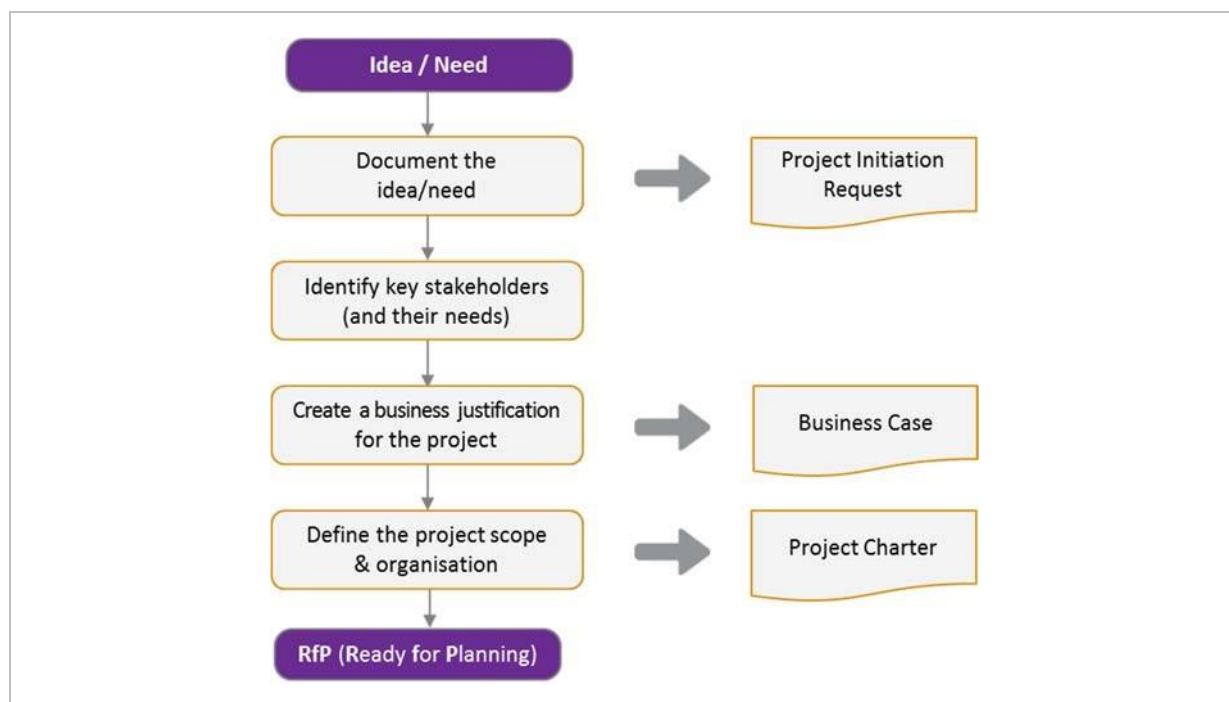 Idea / Need
Document the
idea/need
Project Initiation
Request
Identify key stakeholders
(and their needs)
Create a business justification
for the project
Business Case
Define the project scope
& organisation
Project Charter
RfP (Ready for Planning)